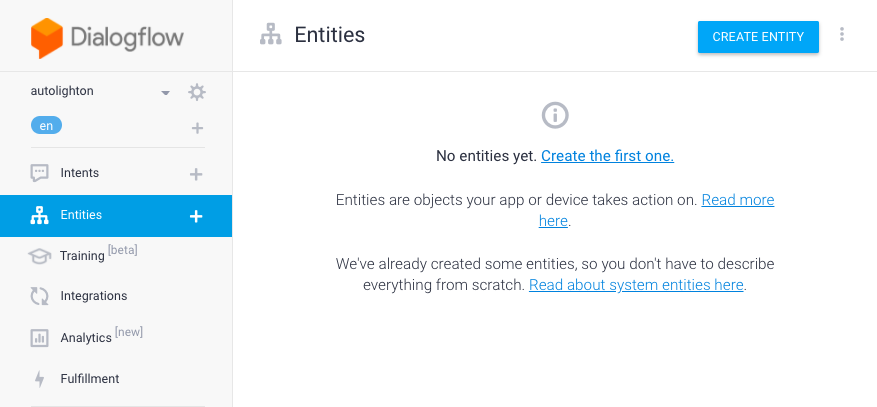 Dialogflow
autolighton
en
Intents
Entities
Training [beta]
Integrations
Analytics [new]
Fulfillment
Entities
CREATE ENTITY
No entities yet. Create the first one.
Entities are objects your app or device takes action on. Read more
here.
We've already created some entities, so you don't have to describe
everything from scratch. Read about system entities here.